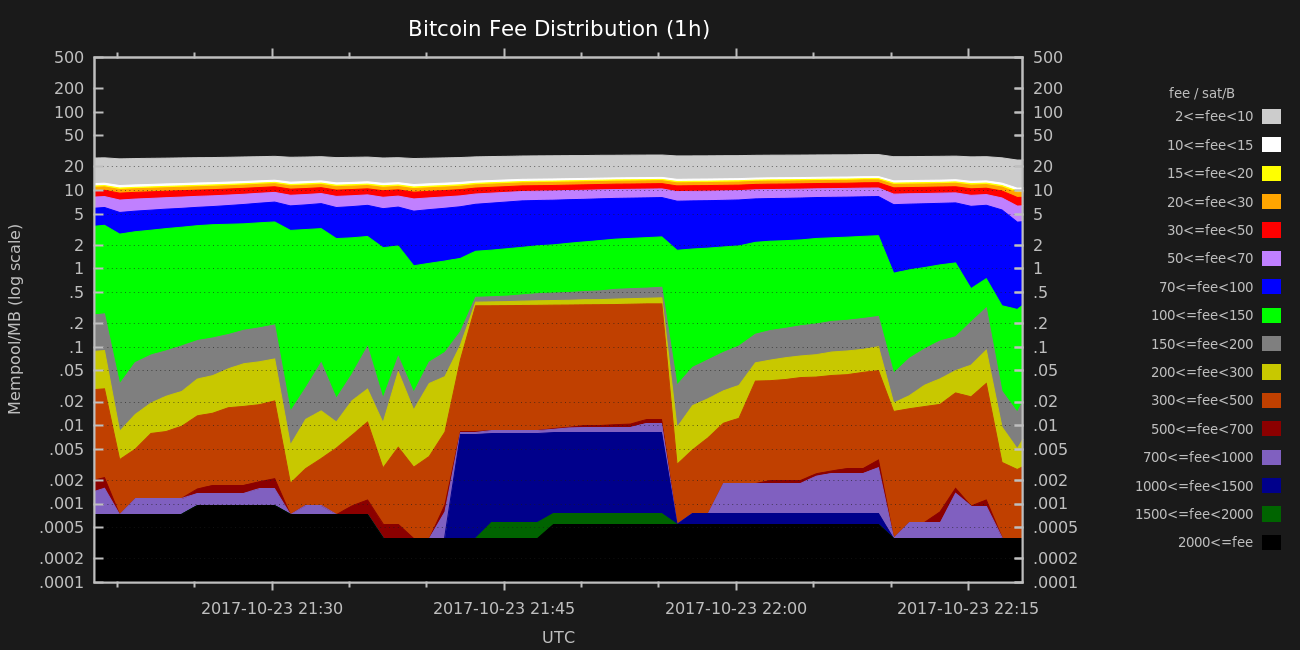 Bitcoin Fee Distribution (1h)
500 500
200 200
100 100
50 50
20 20
10 10
5 5
2 2
1 1
.5 .5
.2 .2
.1 .1
.05 .05
.02 .02
.01 .01
.005 .005
.002 .002
.001 .001
.0005 .0005
.0002 .0002
.0001 .0001
Mempool/MB (log scale)
2017-10-23 21:30 2017-10-23 21:45 2017-10-23 22:00 2017-10-23 22:15
UTC
fee / sat/B
2<=fee<10
10<=fee<15
15<=fee<20
20<=fee<30
30<=fee<50
50<=fee<70
70<=fee<100
100<=fee<150
150<=fee<200
200<=fee<300
300<=fee<500
500<=fee<700
700<=fee<1000
1000<=fee<1500
1500<=fee<2000
2000<=fee